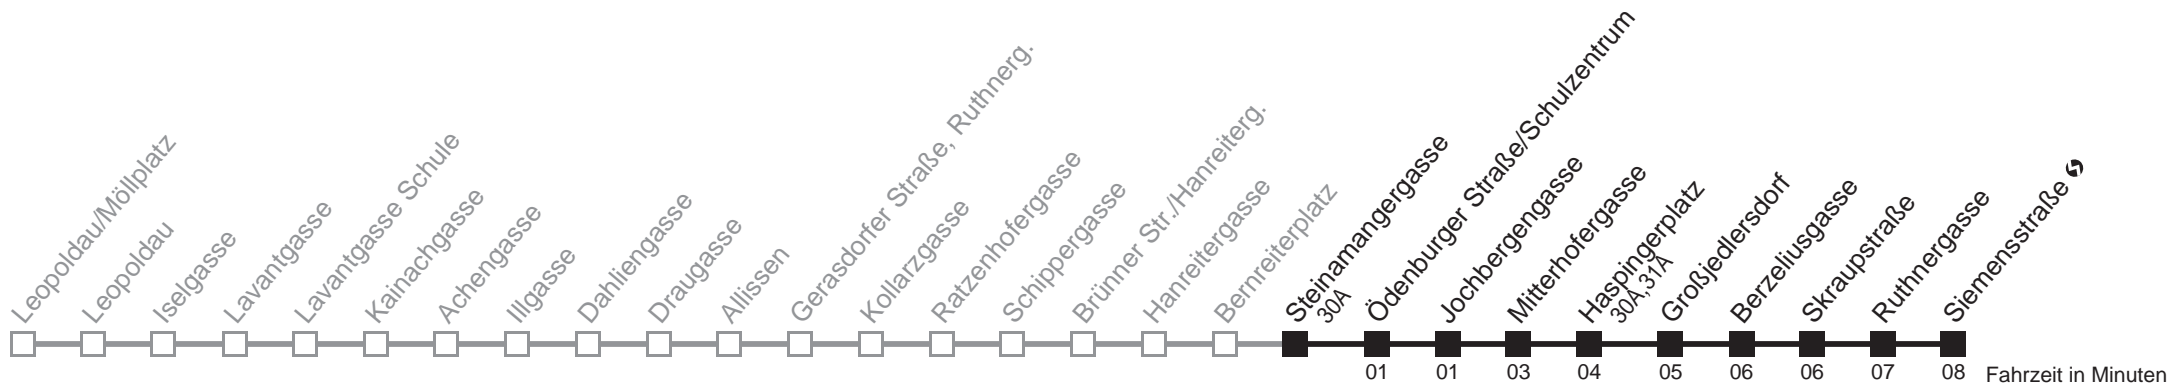 Leopoldau/Möllplatz
Leopoldau
Iselgasse
Lavantgasse
Lavantgasse Schule
Kainachgasse
Achengasse
Illgasse
Dahliengasse
Draugasse
Allissen
Gerasdorfer Straße, Ruthnerg.
Kollarzgasse
Ratzenhofergasse
Schippergasse
Brünner Str./Hanreiterg.
Hanreitergasse
Bernreiterplatz
Steinamangergasse
30A
Ödenburger Straße/Schulzentrum
Jochbergengasse
Mitterhofergasse
Haspingerplatz
30A,31A
Großjedlersdorf
Berzeliusgasse
Skraupstraße
Ruthnergasse
Siemensstraße
01 01 03 04 05 06 06 07 08 Fahrzeit in Minuten